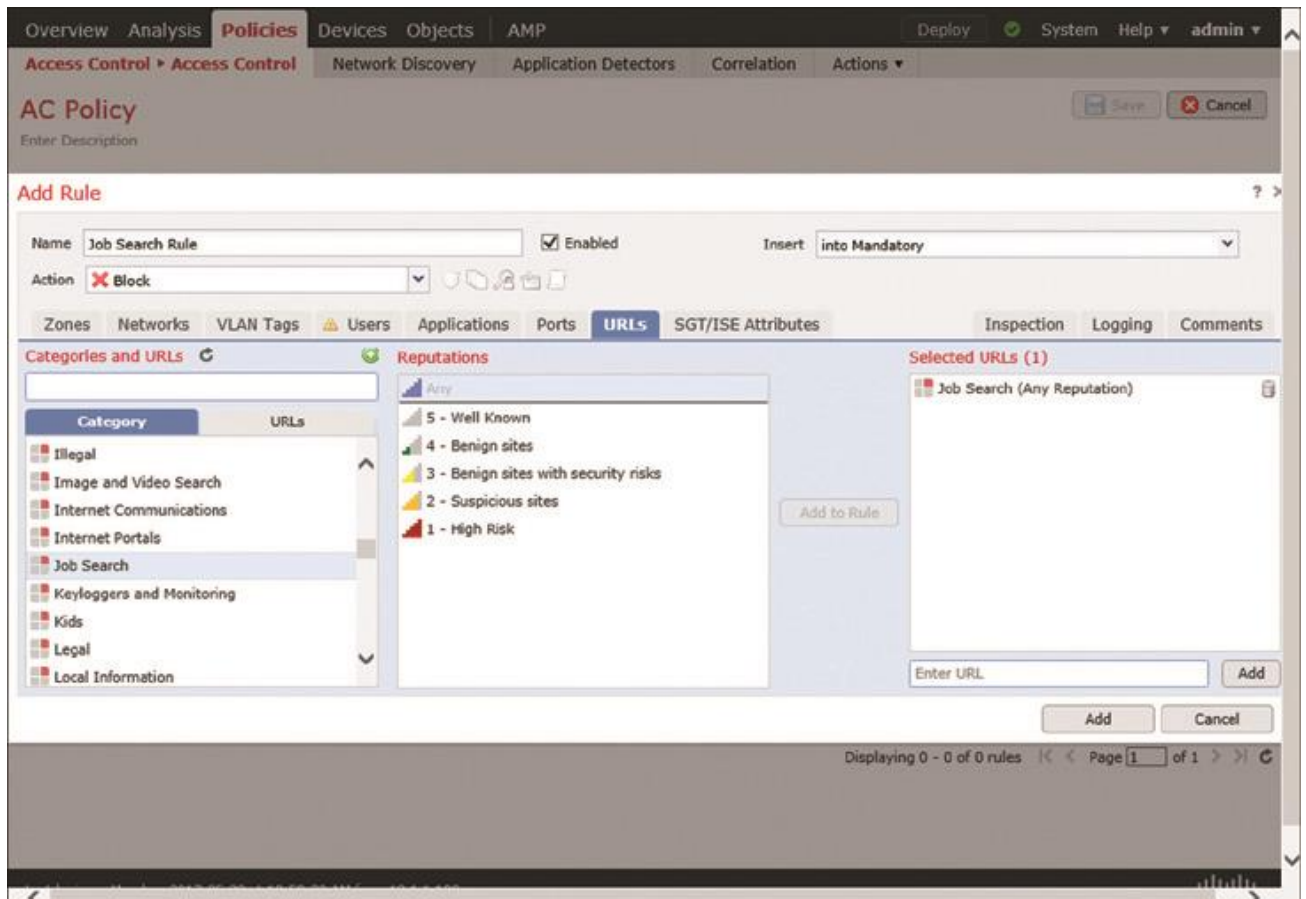 Overview Analysis Policies Devices Objects AMP Deploy System Help ▾ admin ▾
Access Control ▸ Access Control Network Discovery Application Detectors Correlation Actions ▾
AC Policy Save Cancel
Enter Description
Add Rule ?
Name Job Search Rule Enabled Insert into Mandatory
Action Block
Zones Networks VLAN Tags Users Applications Ports URLs SGT/ISE Attributes Inspection Logging Comments
Categories and URLs Reputations Selected URLs (1)
Any Job Search (Any Reputation)
Category URLs 5 - Well Known
Illegal 4 - Benign sites
Image and Video Search 3 - Benign sites with security risks
Internet Communications 2 - Suspicious sites Add to Rule
Internet Portals 1 - High Risk
Job Search
Keyloggers and Monitoring
Kids
Legal
Local Information Enter URL Add
Add Cancel
Displaying 0 - 0 of 0 rules Page 1 of 1